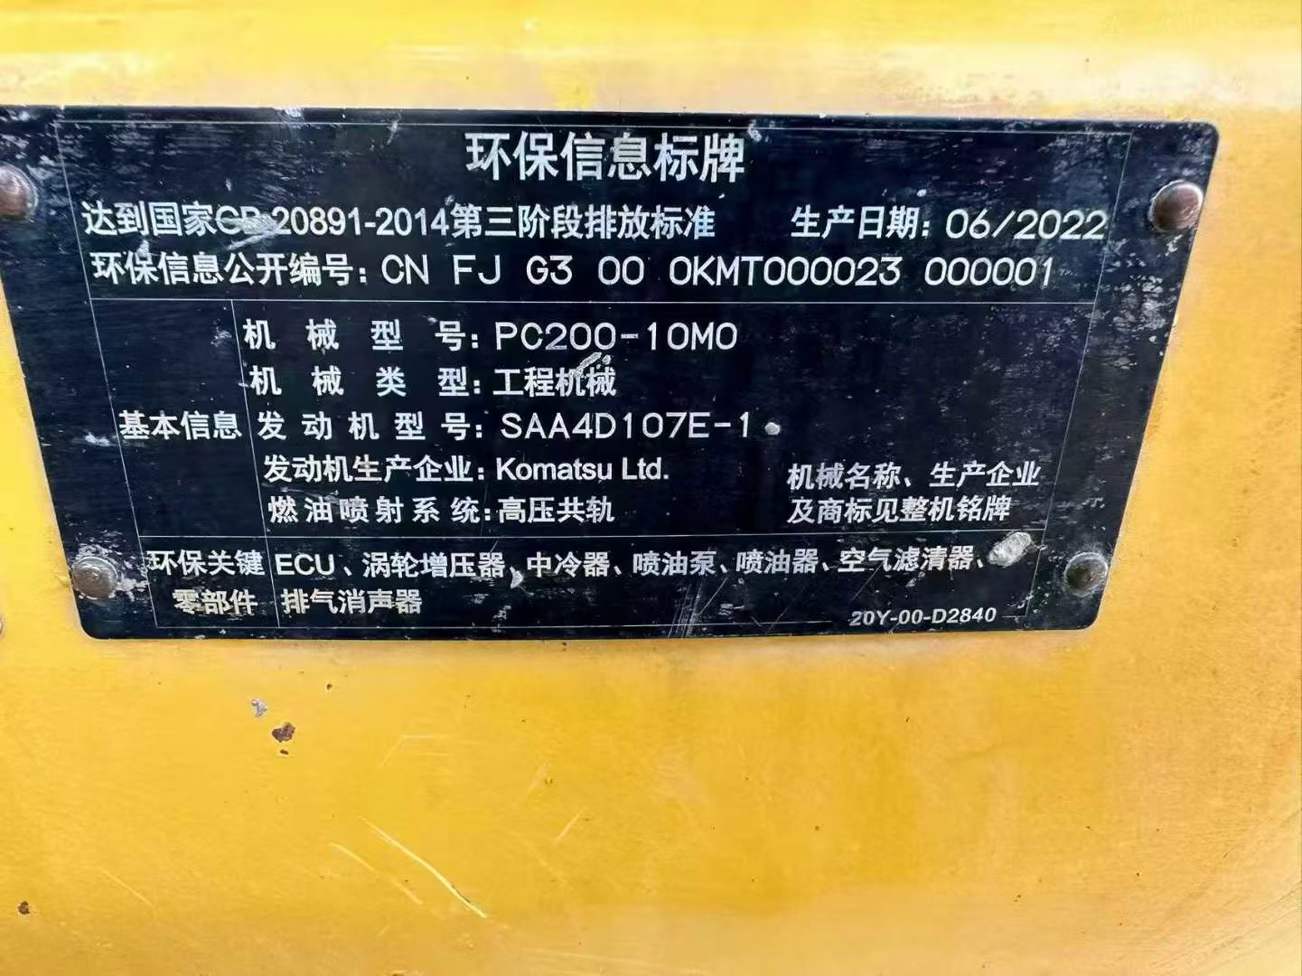 环保信息标牌
达到国家GB 20891-2014第三阶段排放标准 生产日期: 06/2022
环保信息公开编号: CN FJ G3 00 0KMT000023 000001
机械型号: PC200-10M0
机械类型: 工程机械
基本信息 发动机型号: SAA4D107E-1
发动机生产企业: Komatsu Ltd.
燃油喷射系统: 高压共轨
机械名称、生产企业
及商标见整机铭牌
环保关键 ECU、涡轮增压器、中冷器、喷油泵、喷油器、空气滤清器、
零部件 排气消声器
20Y-00-D2840